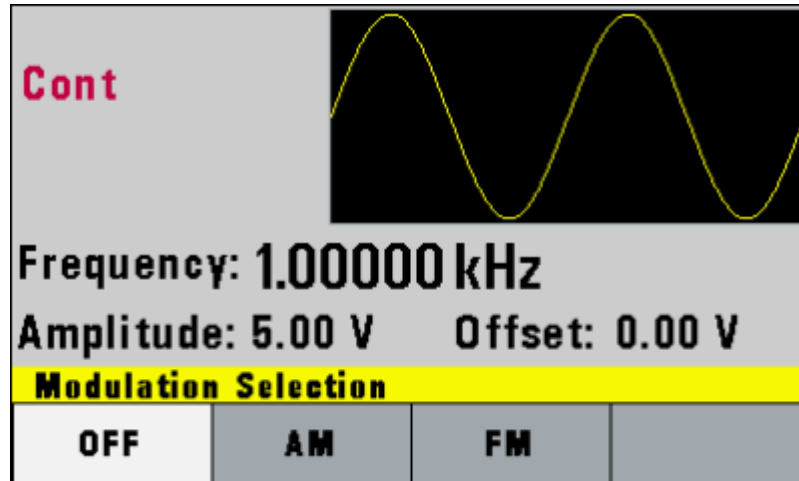 Cont
Frequency: 1.00000 kHz
Amplitude: 5.00 V Offset: 0.00 V
Modulation Selection
OFF AM FM